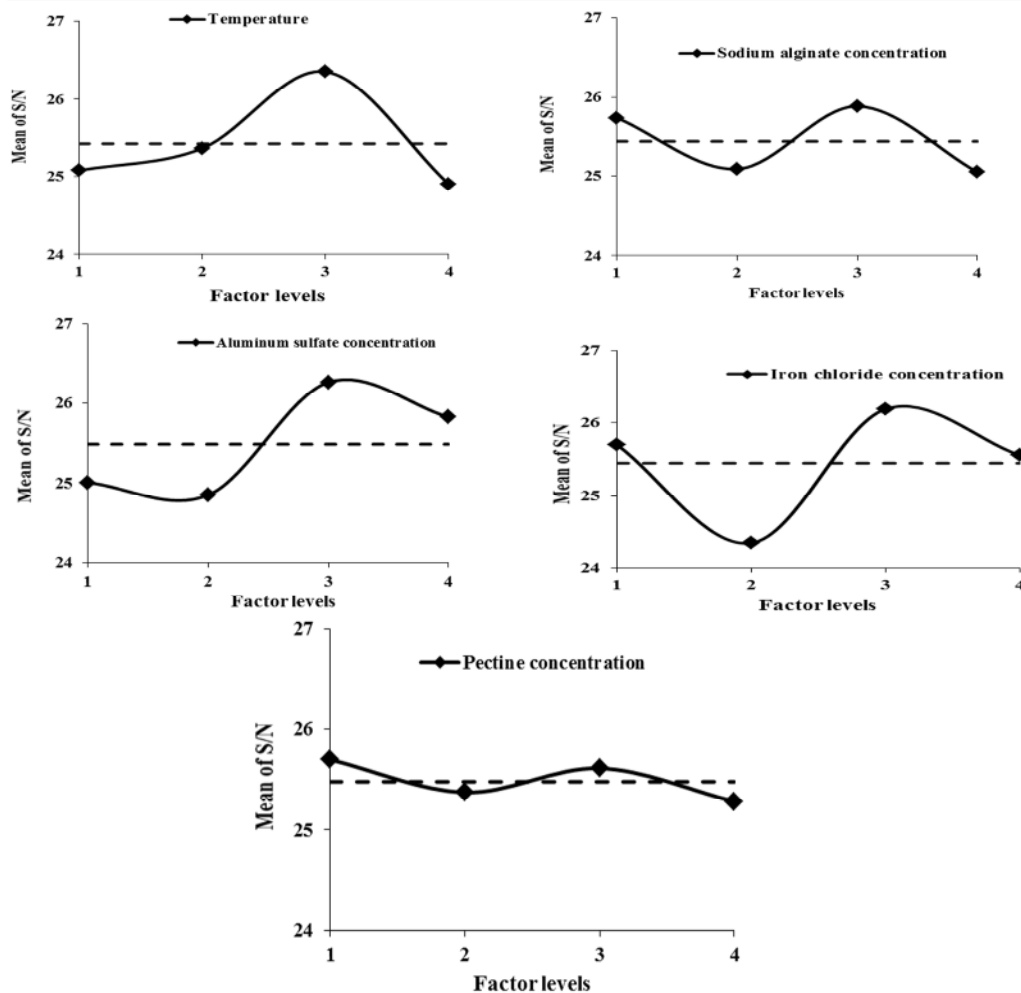 Temperature
27
26
25
24
Mean of S/N
1 2 3 4
Factor levels
Sodium alginate concentration
27
26
25
24
Mean of S/N
1 2 3 4
Factor levels
Aluminum sulfate concentration
27
26
25
24
Mean of S/N
1 2 3 4
Factor levels
Iron chloride concentration
27
26
25
24
Mean of S/N
1 2 3 4
Factor levels
Pectine concentration
27
26
25
24
Mean of S/N
1 2 3 4
Factor levels